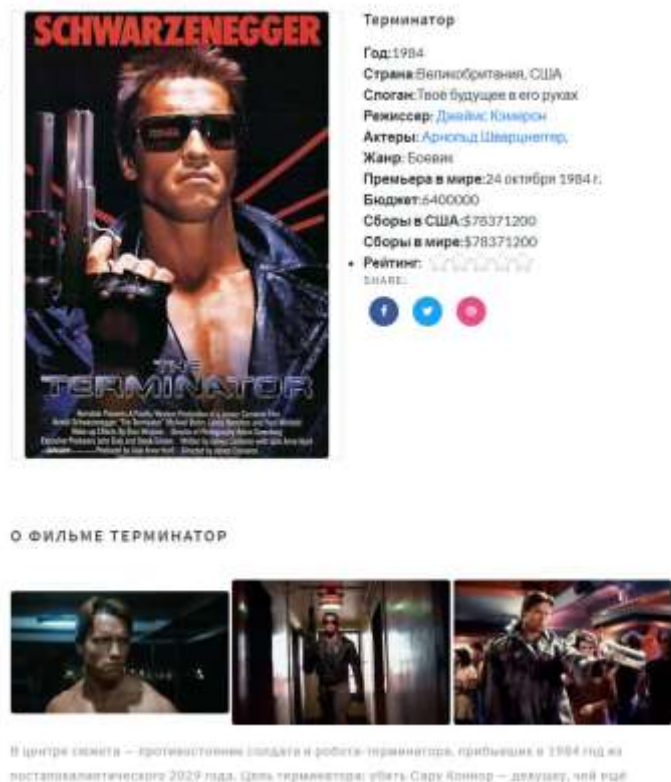 SCHWARZENEGGER
THE
TERMINATOR
Терминатор
Год:1984
Страна:Великобритания, США
Слоган:Твоё будущее в его руках
Режиссер: Джеймс Кэмерон
Актеры: Арнольд Шварценеггер,
Жанр: Боевик
Премьера в мире:24 октября 1984 г.
Бюджет:6400000
Сборы в США:$78371200
Сборы в мире:$78371200
Рейтинг:
SHARE:
О ФИЛЬМЕ ТЕРМИНАТОР
В центре сюжета — противостояние солдата и робота-терминатора, прибывших в 1984 год из
постапокалиптического 2029 года. Цель терминатора: убить Сару Коннор — девушку, чей ещё